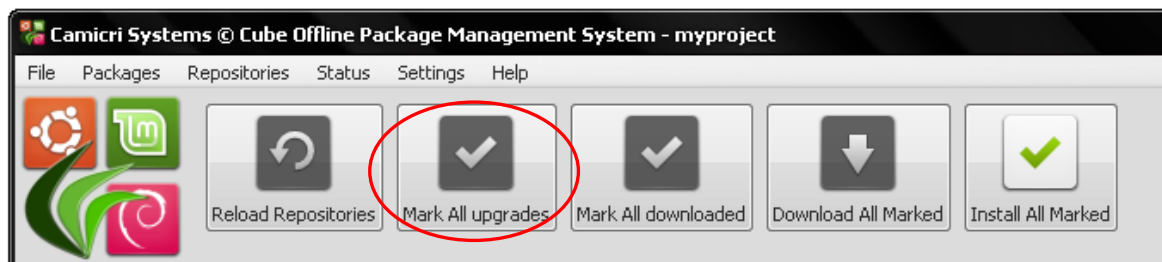 Camicri Systems © Cube Offline Package Management System - myproject
File Packages Repositories Status Settings Help
Reload Repositories Mark All upgrades Mark All downloaded Download All Marked Install All Marked